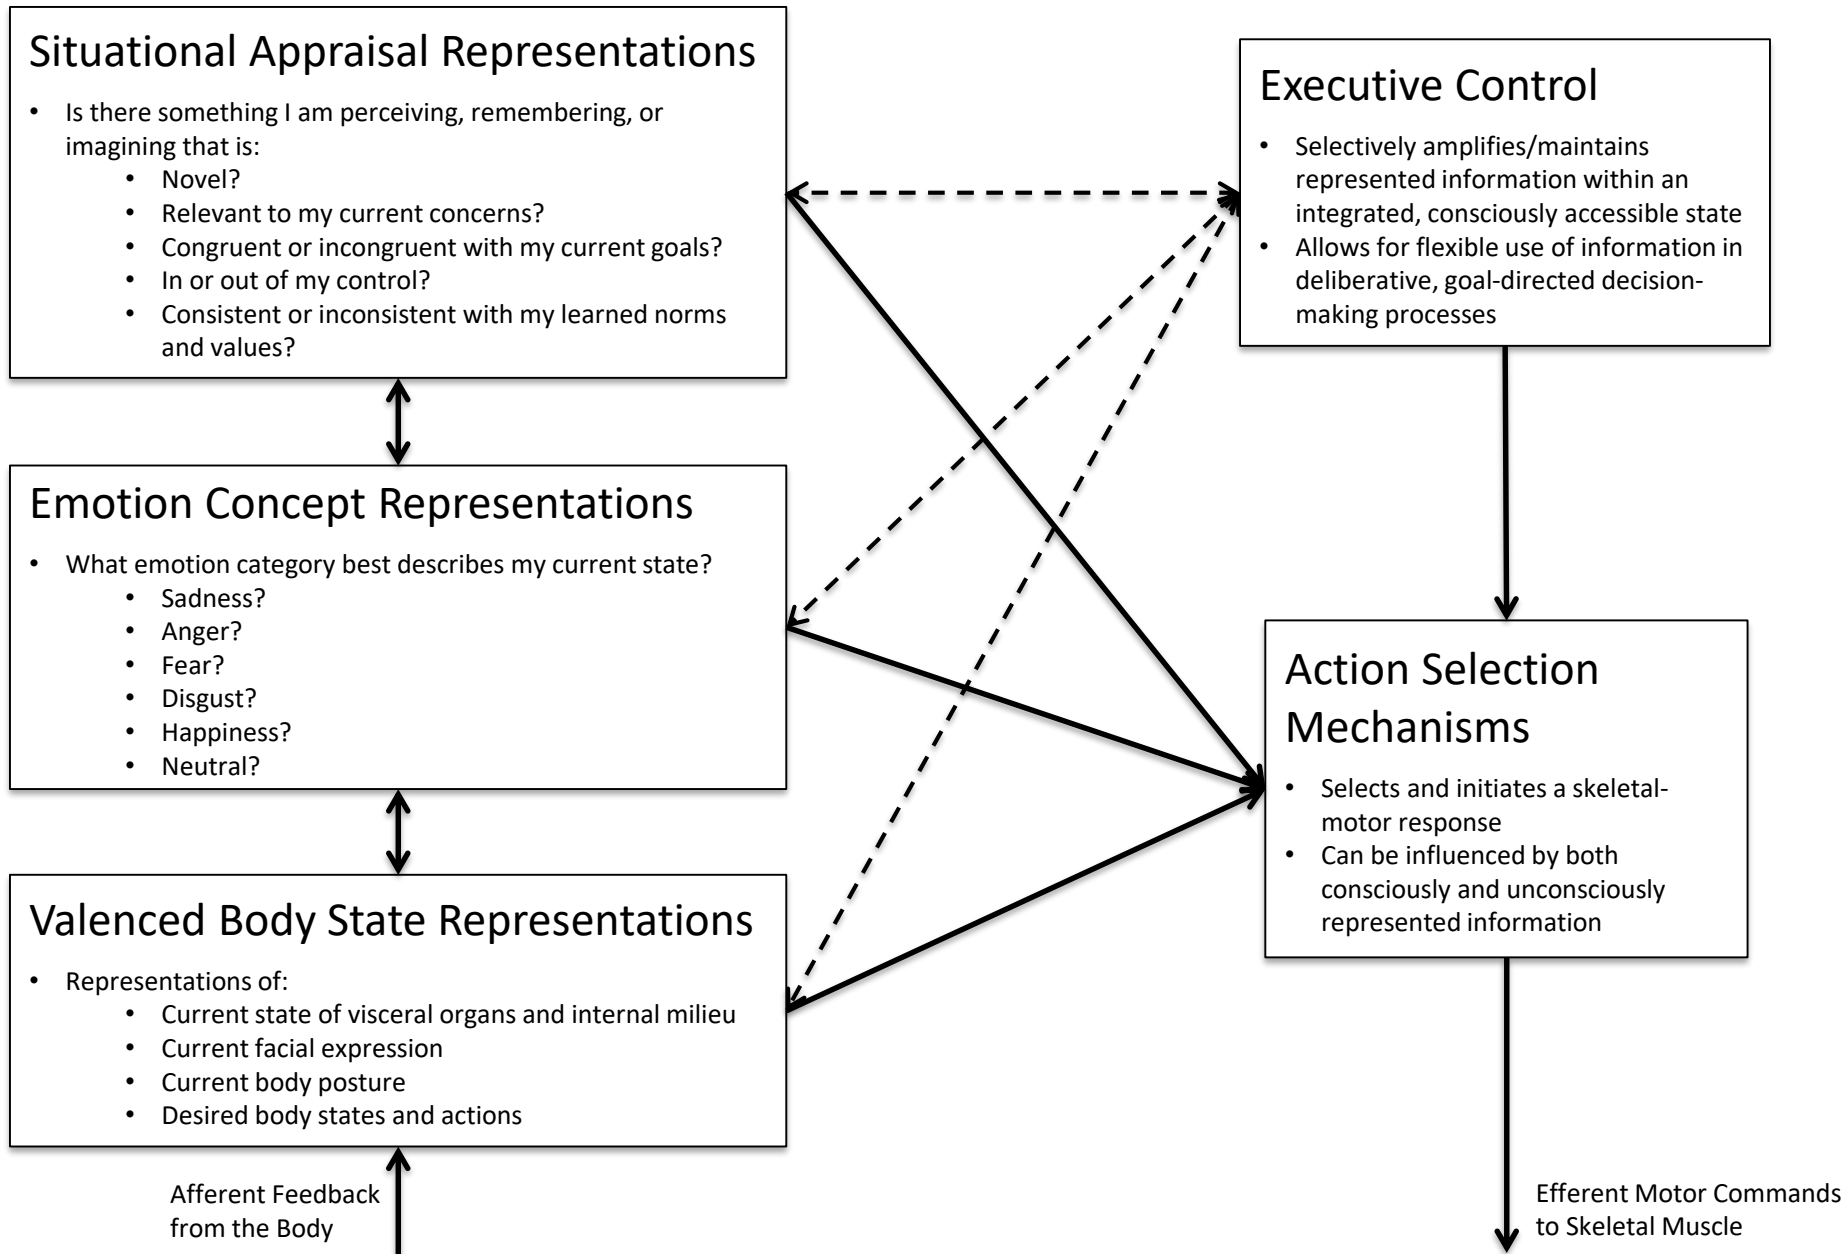 Situational Appraisal Representations
• Is there something I am perceiving, remembering, or
imagining that is:
• Novel?
• Relevant to my current concerns?
• Congruent or incongruent with my current goals?
• In or out of my control?
• Consistent or inconsistent with my learned norms
and values?
Emotion Concept Representations
• What emotion category best describes my current state?
• Sadness?
• Anger?
• Fear?
• Disgust?
• Happiness?
• Neutral?
Valenced Body State Representations
• Representations of:
• Current state of visceral organs and internal milieu
• Current facial expression
• Current body posture
• Desired body states and actions
Afferent Feedback
from the Body
Executive Control
• Selectively amplifies/maintains
represented information within an
integrated, consciously accessible state
• Allows for flexible use of information in
deliberative, goal-directed decision-
making processes
Action Selection
Mechanisms
• Selects and initiates a skeletal-
motor response
• Can be influenced by both
consciously and unconsciously
represented information
Efferent Motor Commands
to Skeletal Muscle